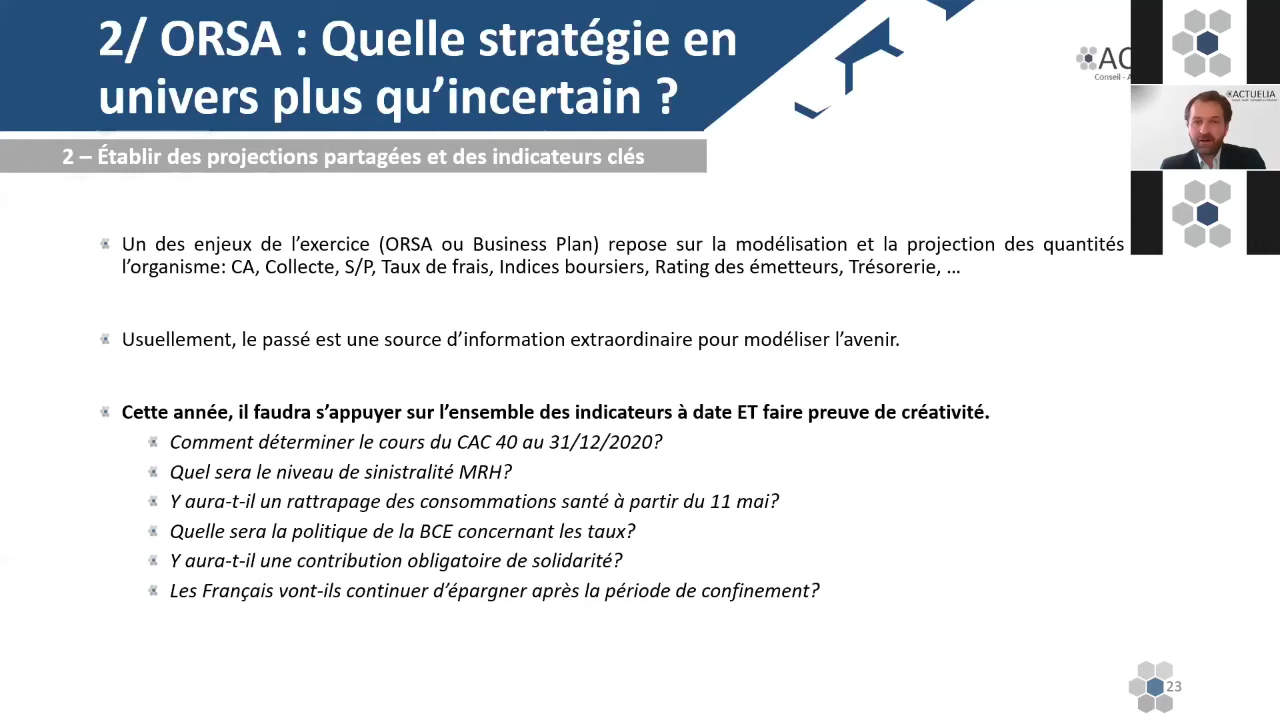 2/ ORSA : Quelle stratégie en
univers plus qu’incertain ?
AC
Conseil - A
ACTUELIA
2 – Établir des projections partagées et des indicateurs clés
Un des enjeux de l’exercice (ORSA ou Business Plan) repose sur la modélisation et la projection des quantités
l’organisme: CA, Collecte, S/P, Taux de frais, Indices boursiers, Rating des émetteurs, Trésorerie, …
Usuellement, le passé est une source d’information extraordinaire pour modéliser l’avenir.
Cette année, il faudra s’appuyer sur l’ensemble des indicateurs à date ET faire preuve de créativité.
Comment déterminer le cours du CAC 40 au 31/12/2020?
Quel sera le niveau de sinistralité MRH?
Y aura-t-il un rattrapage des consommations santé à partir du 11 mai?
Quelle sera la politique de la BCE concernant les taux?
Y aura-t-il une contribution obligatoire de solidarité?
Les Français vont-ils continuer d’épargner après la période de confinement?
23